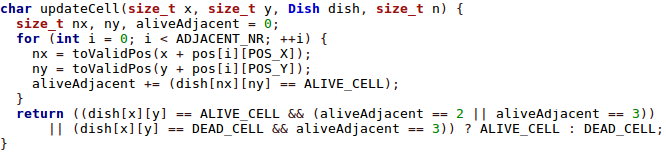 char updateCell(size_t x, size_t y, Dish dish, size_t n) {
  size_t nx, ny, aliveAdjacent = 0;
  for (int i = 0; i < ADJACENT_NR; ++i) {
    nx = toValidPos(x + pos[i][POS_X]);
    ny = toValidPos(y + pos[i][POS_Y]);
    aliveAdjacent += (dish[nx][ny] == ALIVE_CELL);
  }
  return ((dish[x][y] == ALIVE_CELL && (aliveAdjacent == 2 || aliveAdjacent == 3))
      || (dish[x][y] == DEAD_CELL && aliveAdjacent == 3)) ? ALIVE_CELL : DEAD_CELL;
}